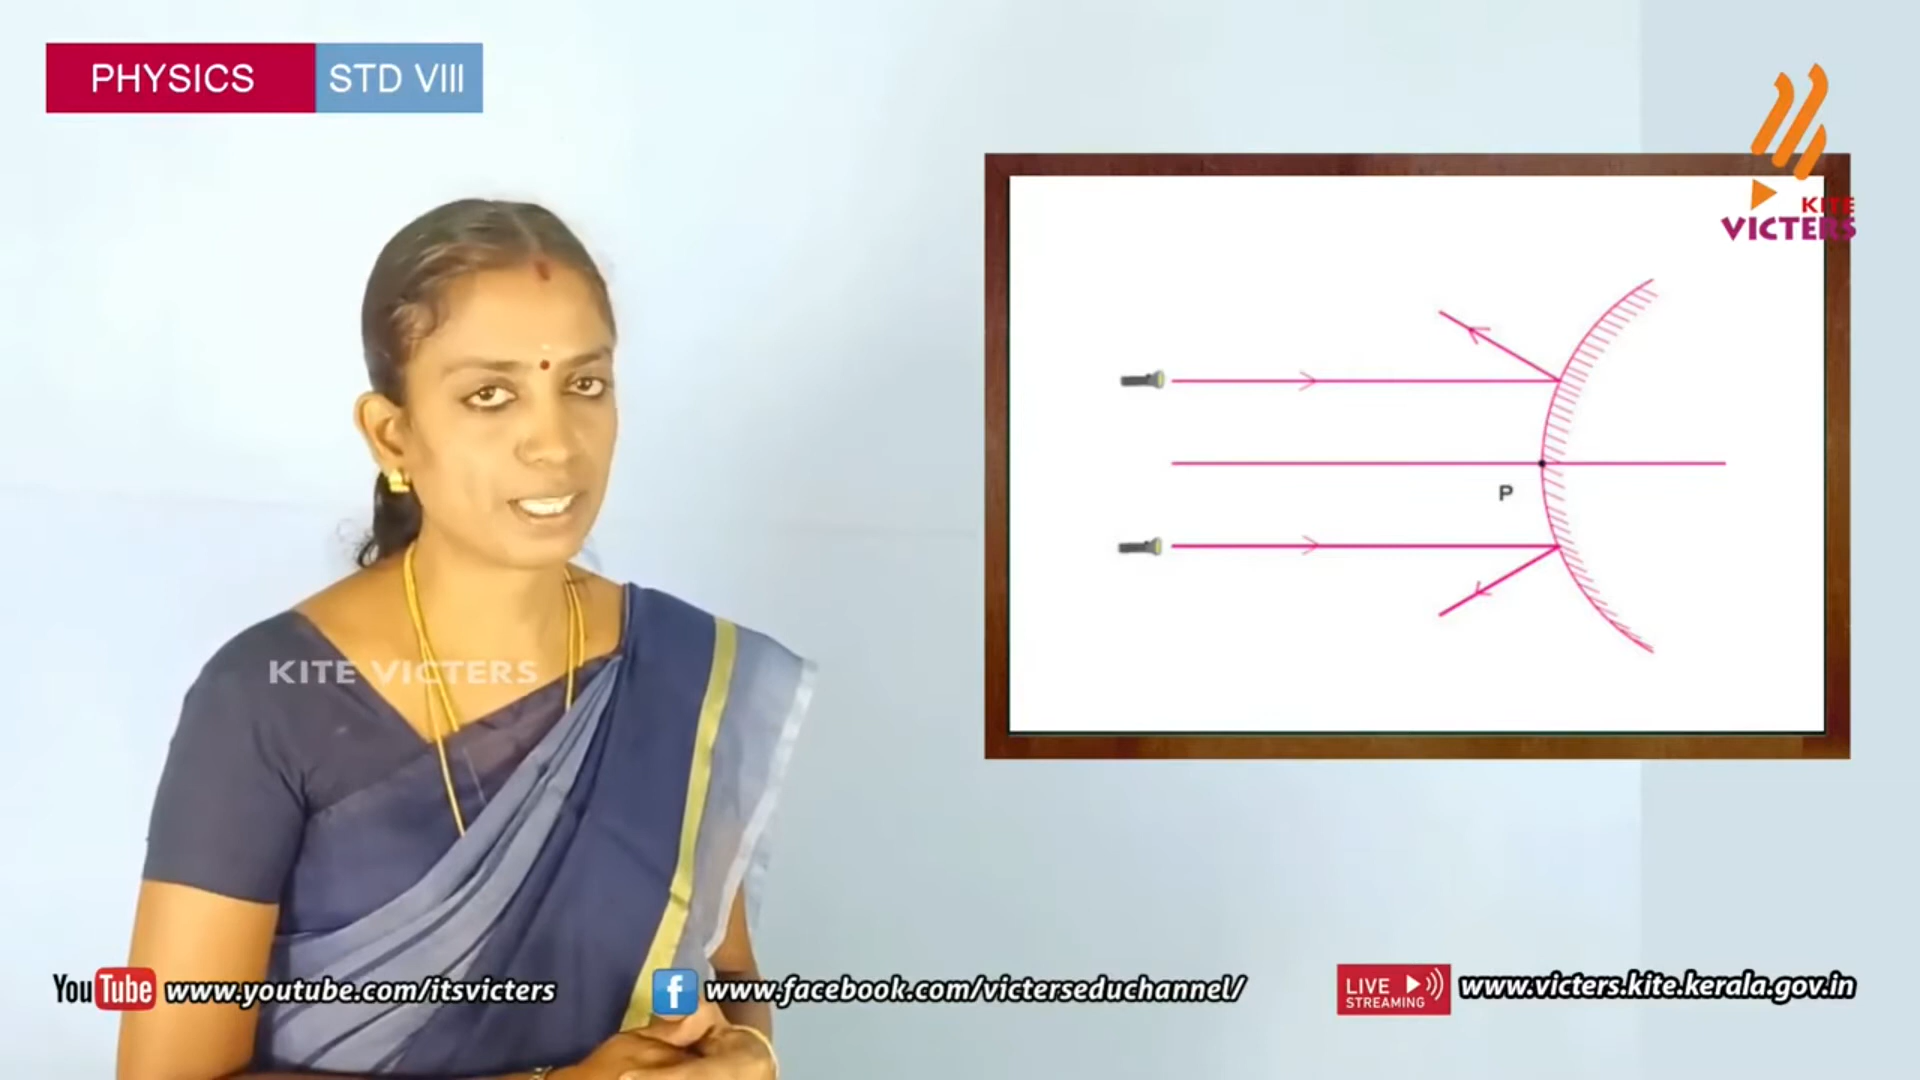 PHYSICS STD VIII
KITE
VICTERS
P
KITE VICTERS
YouTube www.youtube.com/itsvicters
f www.facebook.com/victerseduchannel/
LIVE STREAMING www.victers.kite.kerala.gov.in